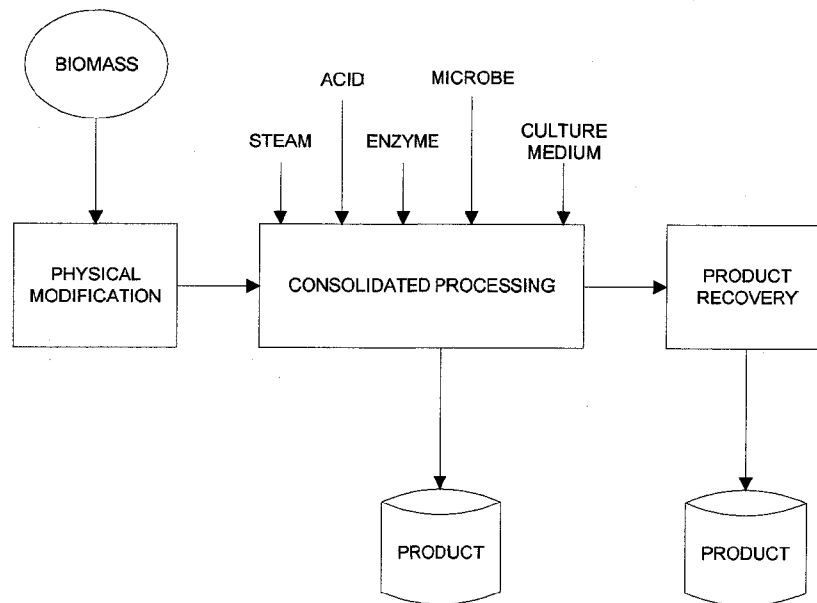 BIOMASS
ACID
MICROBE
STEAM
ENZYME
CULTURE
MEDIUM
PHYSICAL
MODIFICATION
CONSOLIDATED PROCESSING
PRODUCT
RECOVERY
PRODUCT
PRODUCT